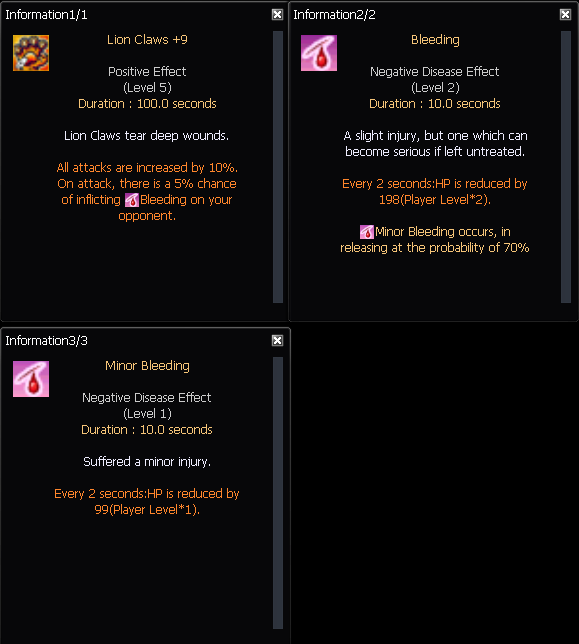 Information1/1
Lion Claws +9
Positive Effect
(Level 5)
Duration : 100.0 seconds
Lion Claws tear deep wounds.
All attacks are increased by 10%.
On attack, there is a 5% chance
of inflicting Bleeding on your
opponent.
Information2/2
Bleeding
Negative Disease Effect
(Level 2)
Duration : 10.0 seconds
A slight injury, but one which can
become serious if left untreated.
Every 2 seconds:HP is reduced by
198(Player Level*2).
Minor Bleeding occurs, in
releasing at the probability of 70%
Information3/3
Minor Bleeding
Negative Disease Effect
(Level 1)
Duration : 10.0 seconds
Suffered a minor injury.
Every 2 seconds:HP is reduced by
99(Player Level*1).